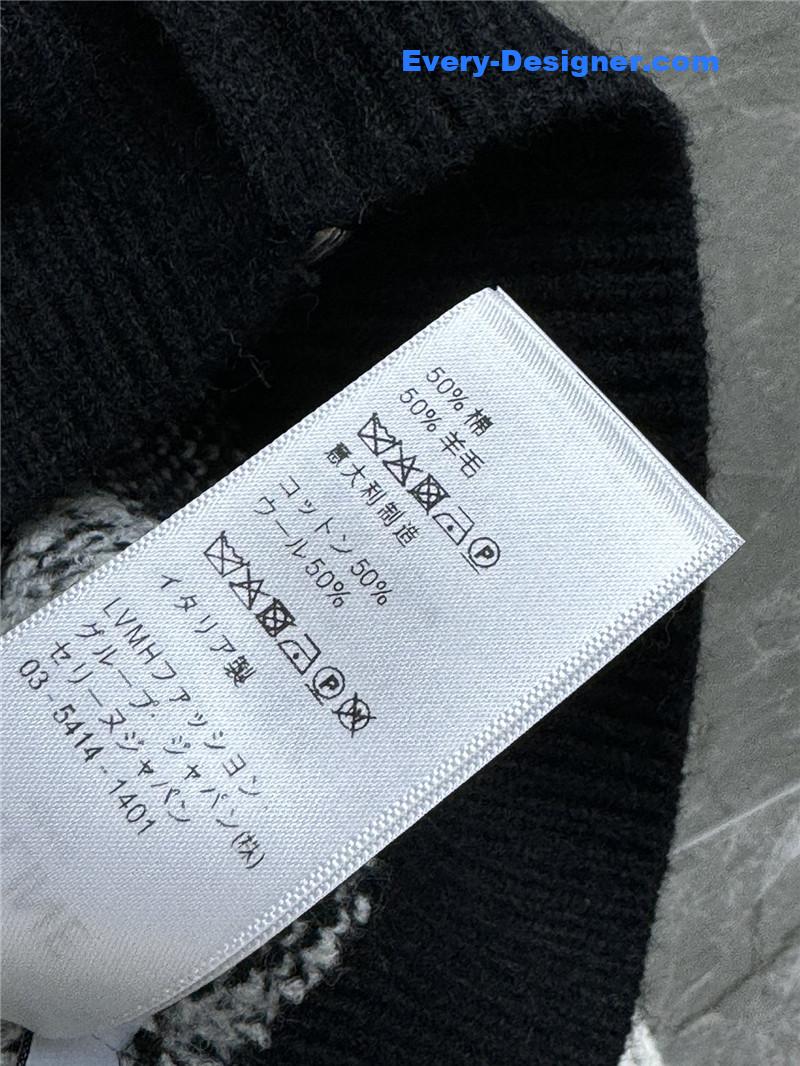 Every-Designer.com
50% 棉
50% 羊毛
P
意大利制造
コットン 50%
ウール50%
P W
イタリア製
LVMHファッション
グループ・ジャパン(株)
セリーヌジャパン
03-5414-1401